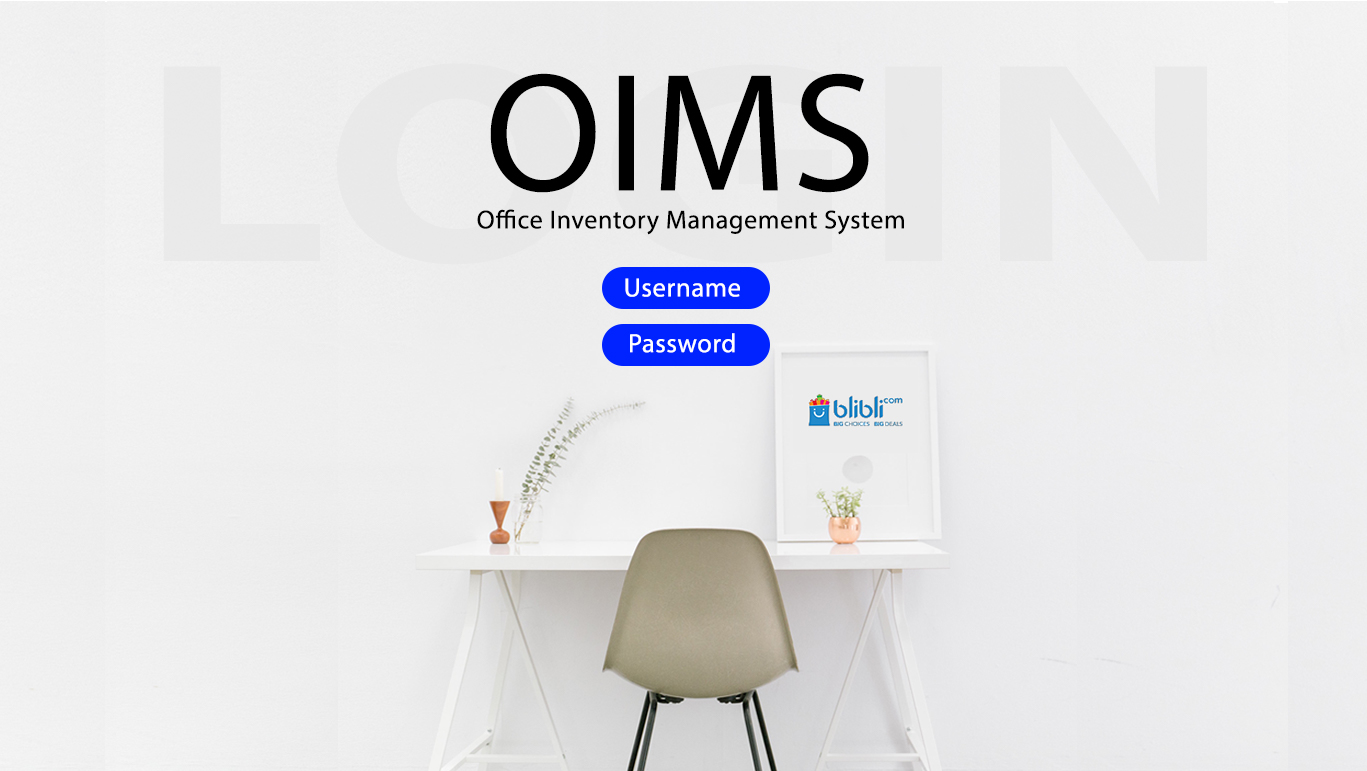 LOGIN
OIMS
Office Inventory Management System
Username
Password
blibli.com
BIG CHOICES BIG DEALS